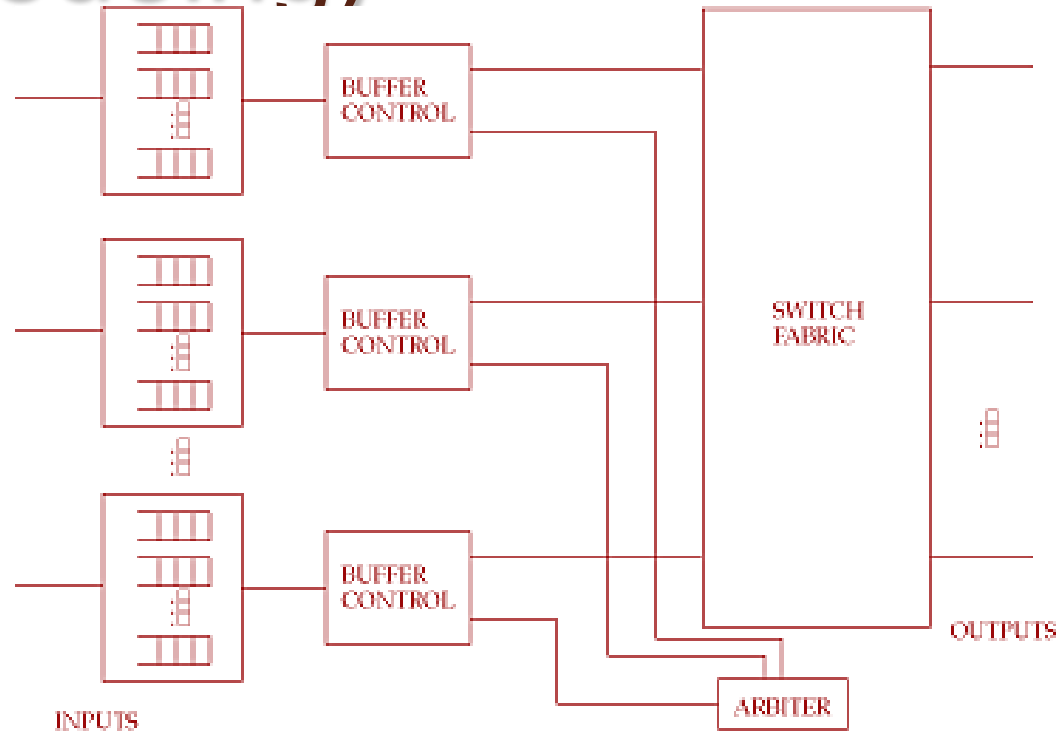 BUFFER
CONTROL
BUFFER
CONTROL
SWITCH
FABRIC
BUFFER
CONTROL
OUTPUTS
ARBITER
INPUTS